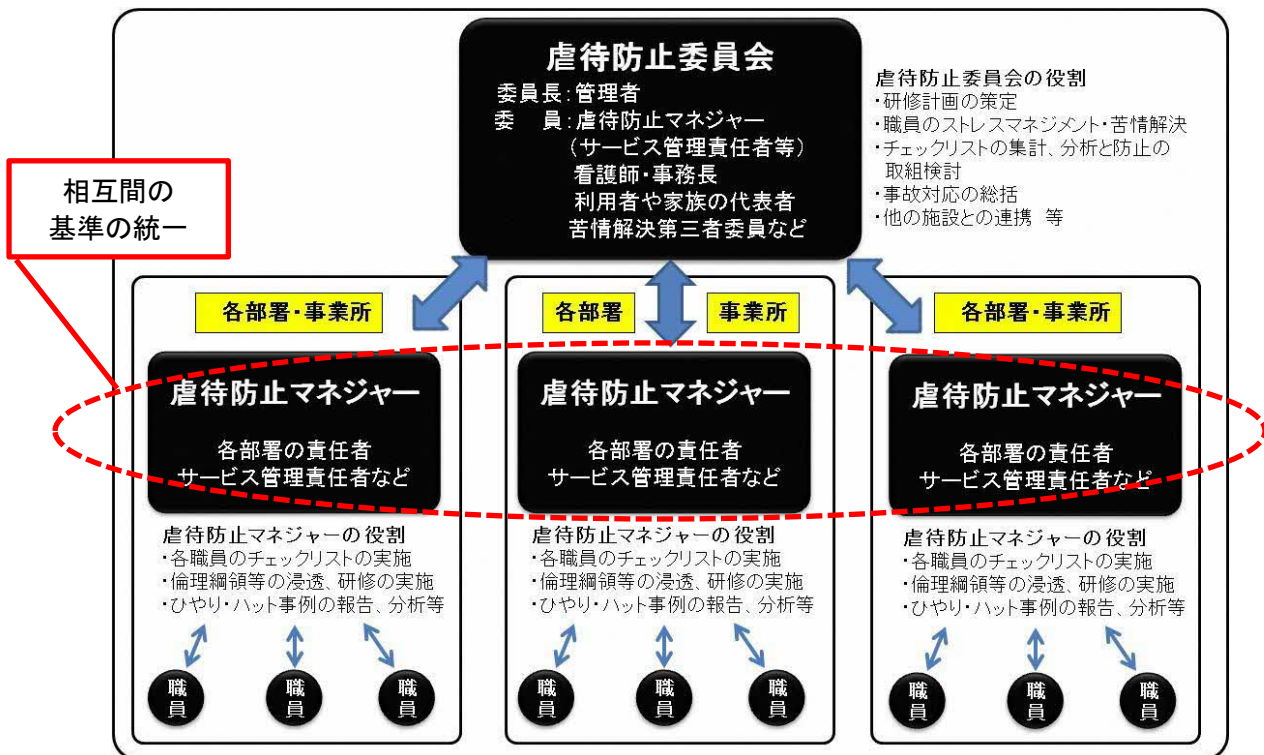 虐待防止委員会
委員長：管理者
委　員：虐待防止マネジャー
（サービス管理責任者等）
看護師・事務長
利用者や家族の代表者
苦情解決第三者委員など
虐待防止委員会の役割
・研修計画の策定
・職員のストレスマネジメント・苦情解決
・チェックリストの集計、分析と防止の
取組検討
・事故対応の総括
・他の施設との連携 等
相互間の
基準の統一
各部署・事業所
虐待防止マネジャー
各部署の責任者
サービス管理責任者など
虐待防止マネジャーの役割
・各職員のチェックリストの実施
・倫理綱領等の浸透、研修の実施
・ひやり・ハット事例の報告、分析等
職員
職員
職員
各部署
事業所
虐待防止マネジャー
各部署の責任者
サービス管理責任者など
虐待防止マネジャーの役割
・各職員のチェックリストの実施
・倫理綱領等の浸透、研修の実施
・ひやり・ハット事例の報告、分析等
職員
職員
職員
各部署・事業所
虐待防止マネジャー
各部署の責任者
サービス管理責任者など
虐待防止マネジャーの役割
・各職員のチェックリストの実施
・倫理綱領等の浸透、研修の実施
・ひやり・ハット事例の報告、分析等
職員
職員
職員